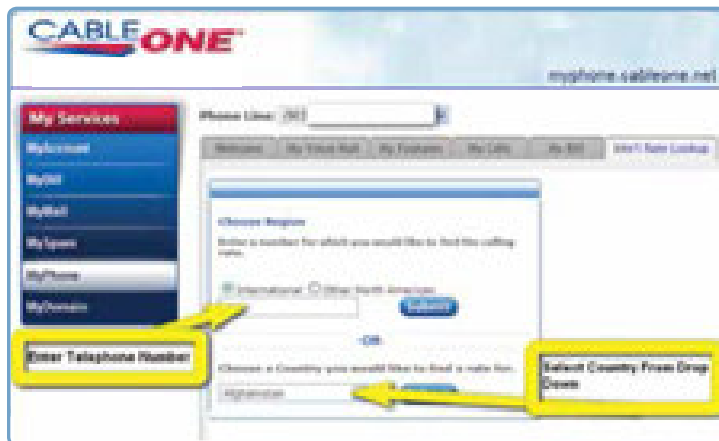 CABLE ONE
myphone.cableone.net
My Services
Phone Line:
MyAccount
Welcome
My Voice Mail
My Features
My Calls
My Bill
Int'l Rate Lookup
MyBill
MyMail
MySpace
Choose Region
Enter a number for which you would like to find the calling
rate.
MyPhone
International
Other North American
MyDomain
Submit
-OR-
Enter Telephone Number
Choose a Country you would like to find a rate for.
Select Country From Drop
Down
Afghanistan